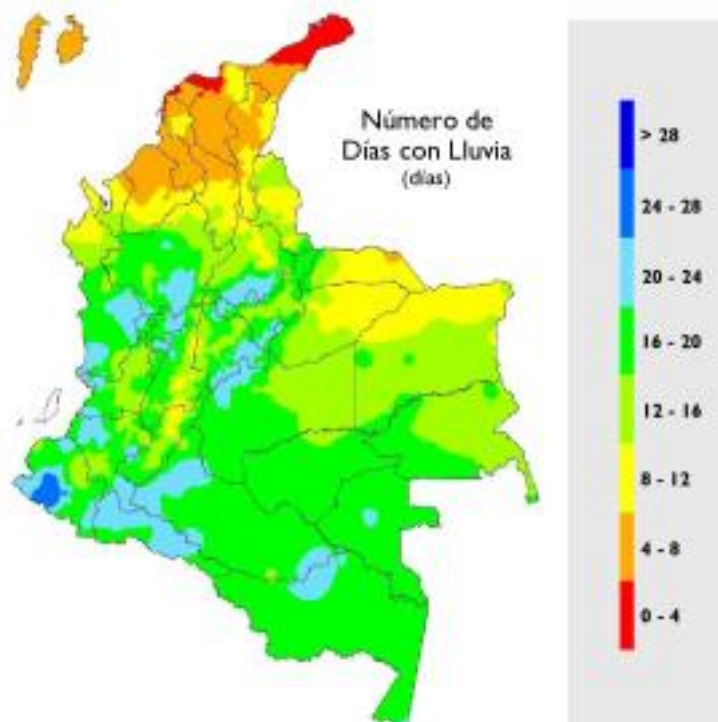 Número de
Días con Lluvia
(días)
> 28
24 - 28
20 - 24
16 - 20
12 - 16
8 - 12
4 - 8
0 - 4